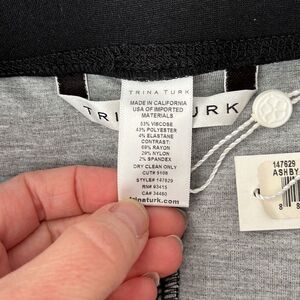 TRINA TURK
TRINA TURK
MADE IN CALIFORNIA
USA OF IMPORTED
MATERIALS
53% VISCOSE
43% POLYESTER
4% ELASTANE
CONTRAST:
69% RAYON
29% NYLON
2% SPANDEX
DRY CLEAN ONLY
CUT# 9108
STYLE# 147629
RN# 93415
CA# 34460
trinaturk.com
147629
ASHBY